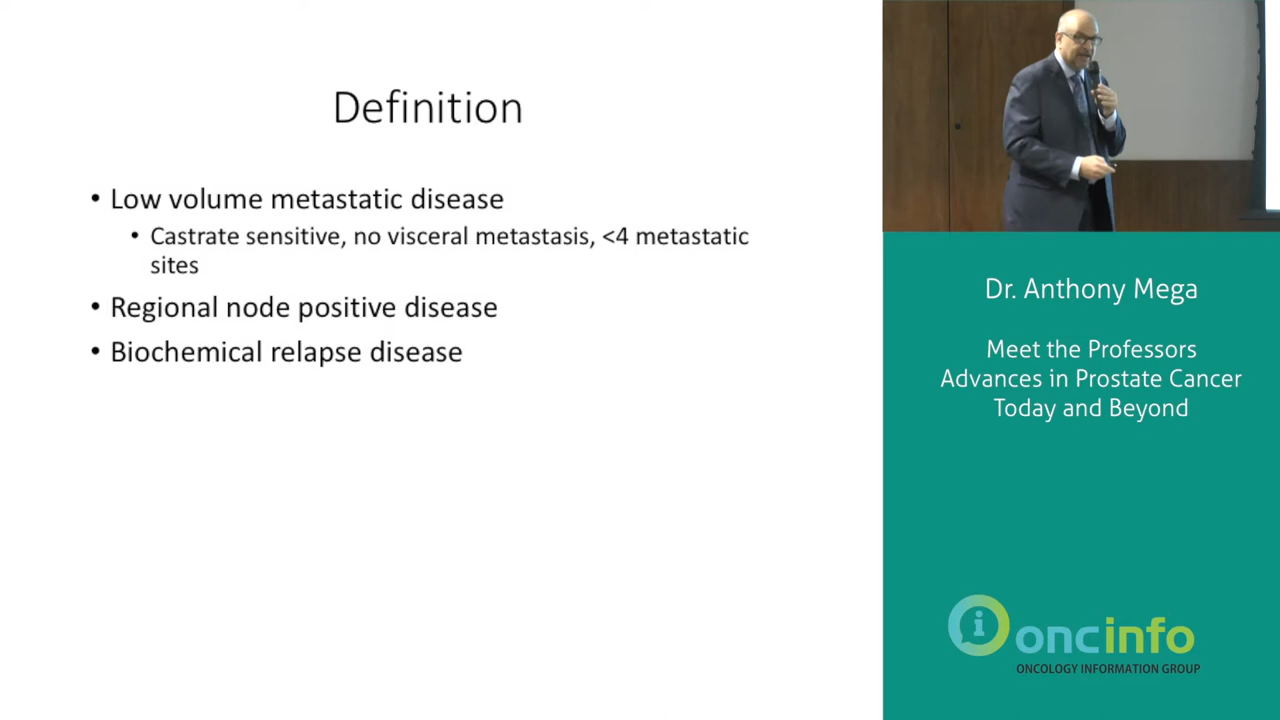 Definition
• Low volume metastatic disease
• Castrate sensitive, no visceral metastasis, <4 metastatic
sites
• Regional node positive disease
• Biochemical relapse disease
Dr. Anthony Mega
Meet the Professors
Advances in Prostate Cancer
Today and Beyond
i oncinfo
ONCOLOGY INFORMATION GROUP